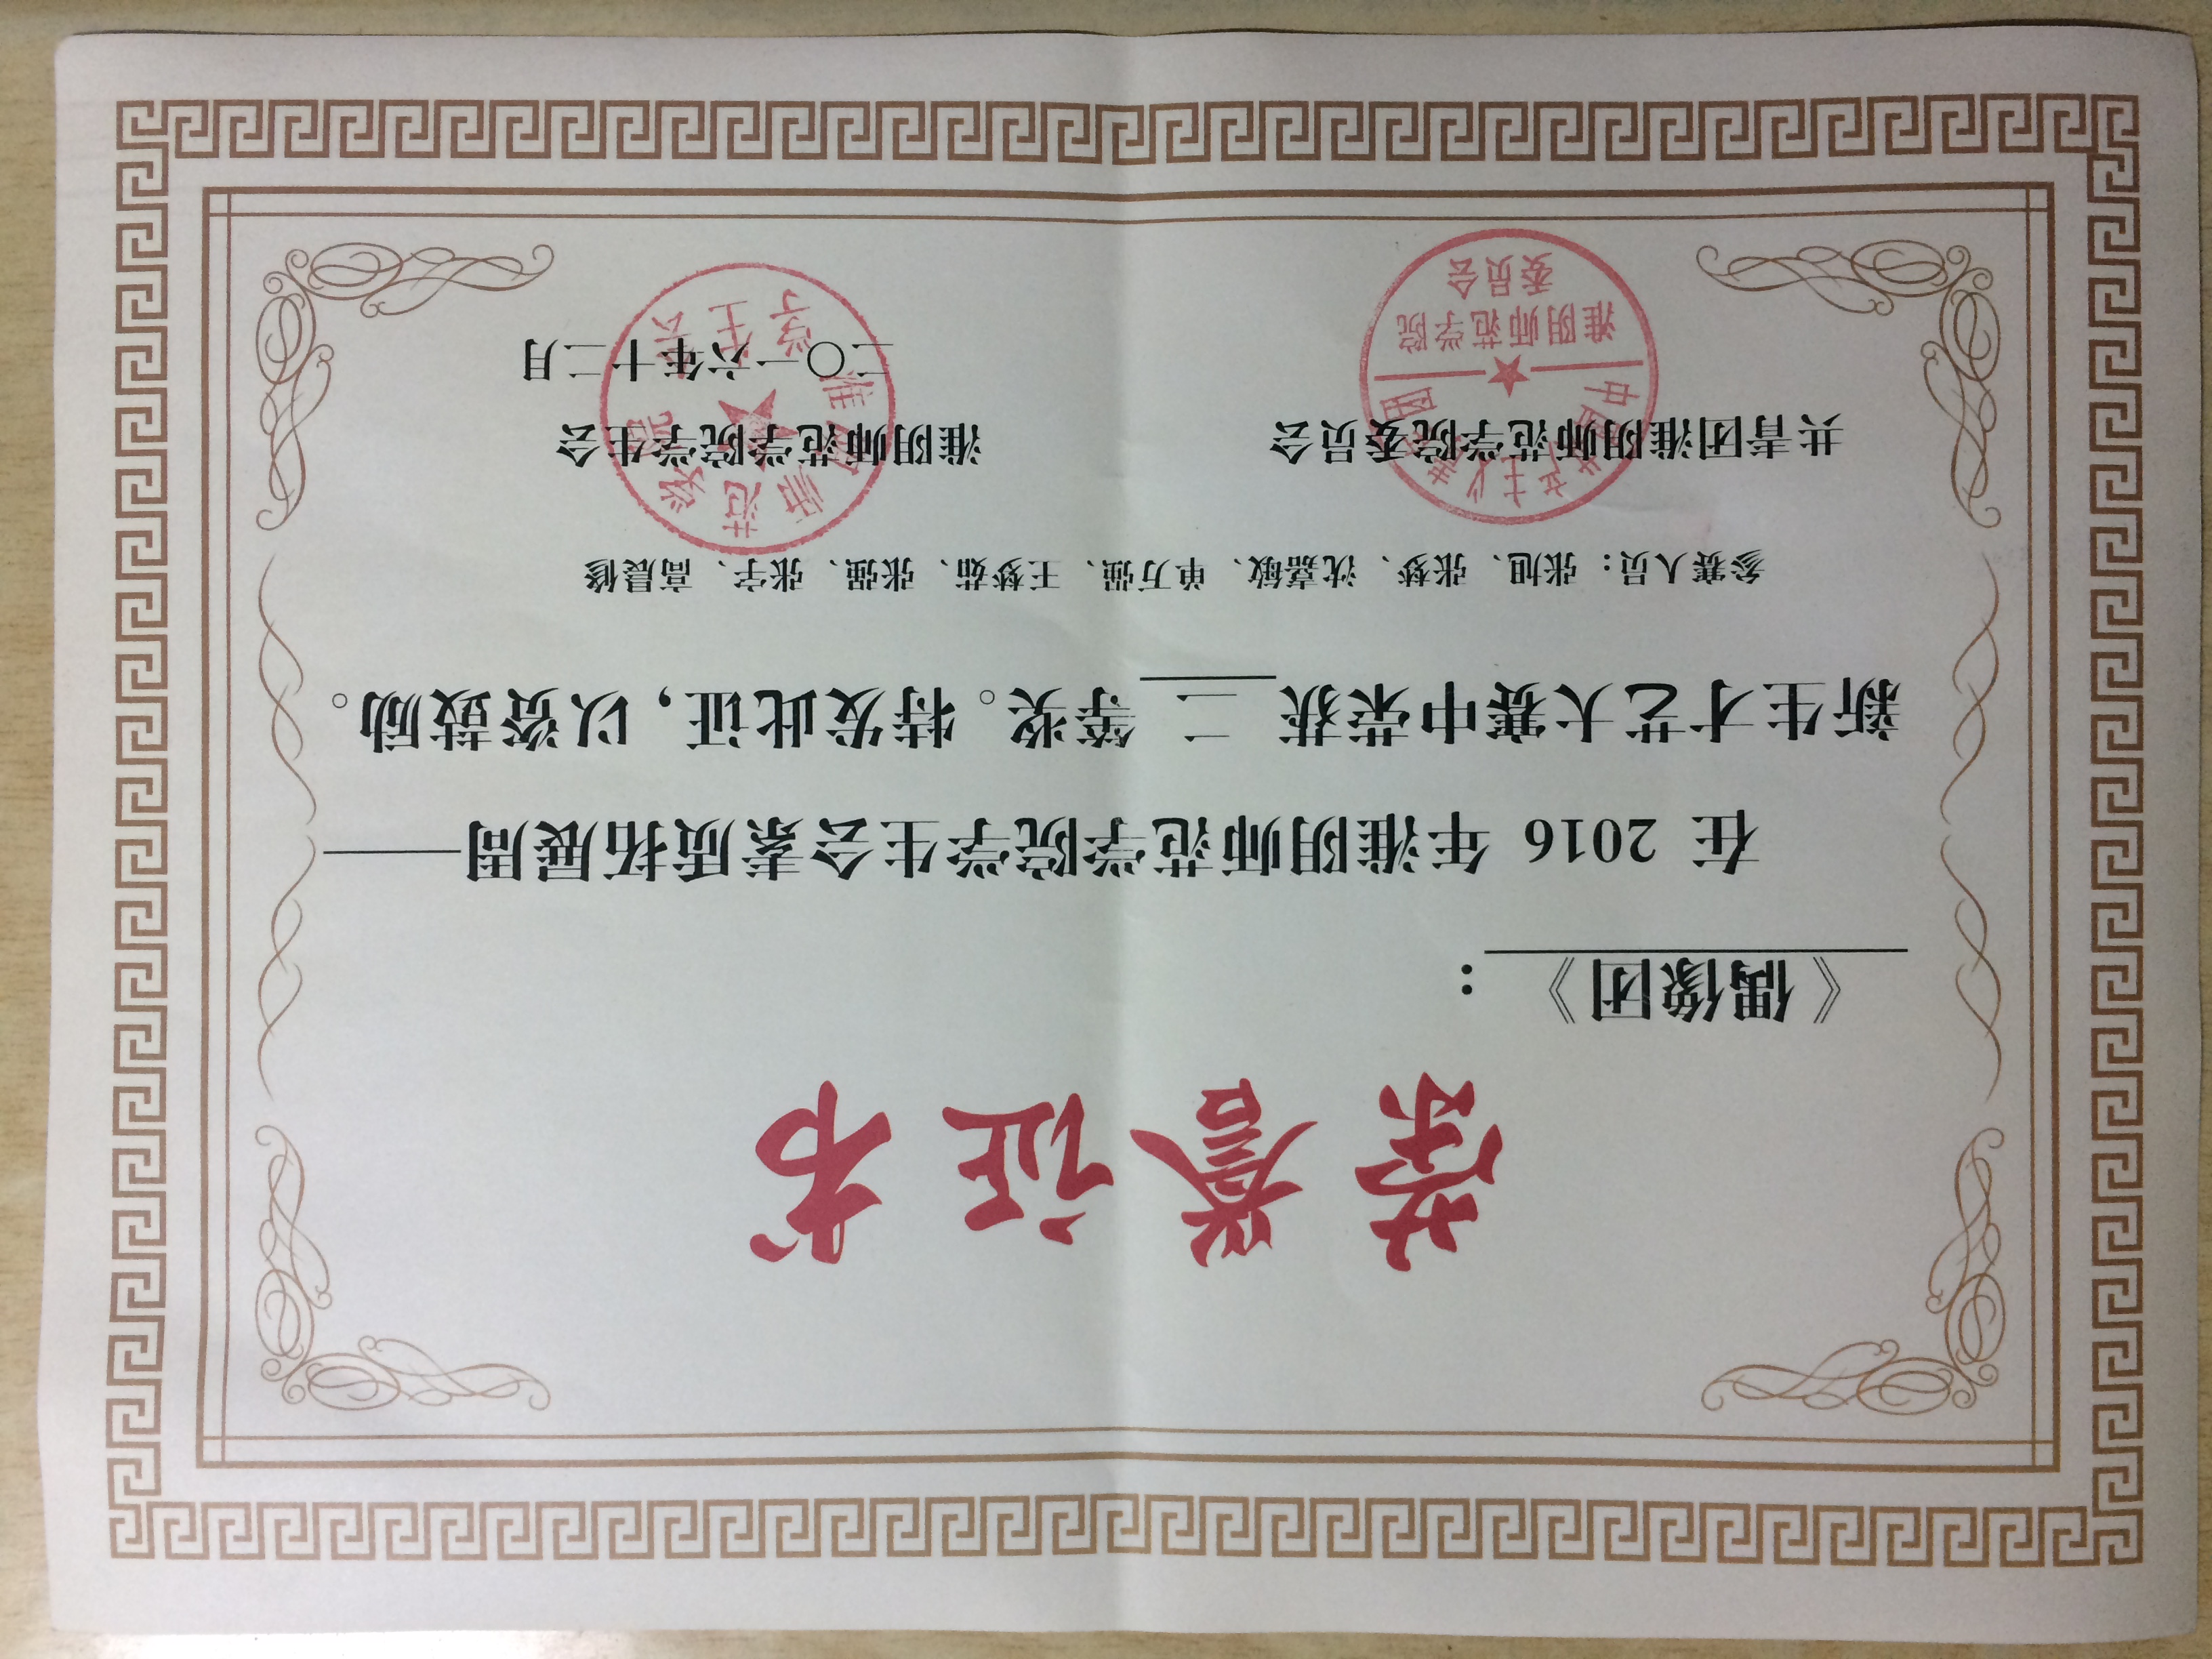 荣誉证书
《偶像团》：
在 2016 年淮阴师范学院学生会素质拓展周——
新生才艺大赛中荣获 二 等奖。特发此证，以资鼓励。
参赛人员：张旭、张梦、沈嘉敏、单万强、王梦茹、张强、张宇、高晨修
共青团淮阴师范学院委员会
淮阴师范学院学生会
二〇一六年十二月
中国共产主义青年团
淮阴师范学院
委员会
淮阴师范学院
学生会